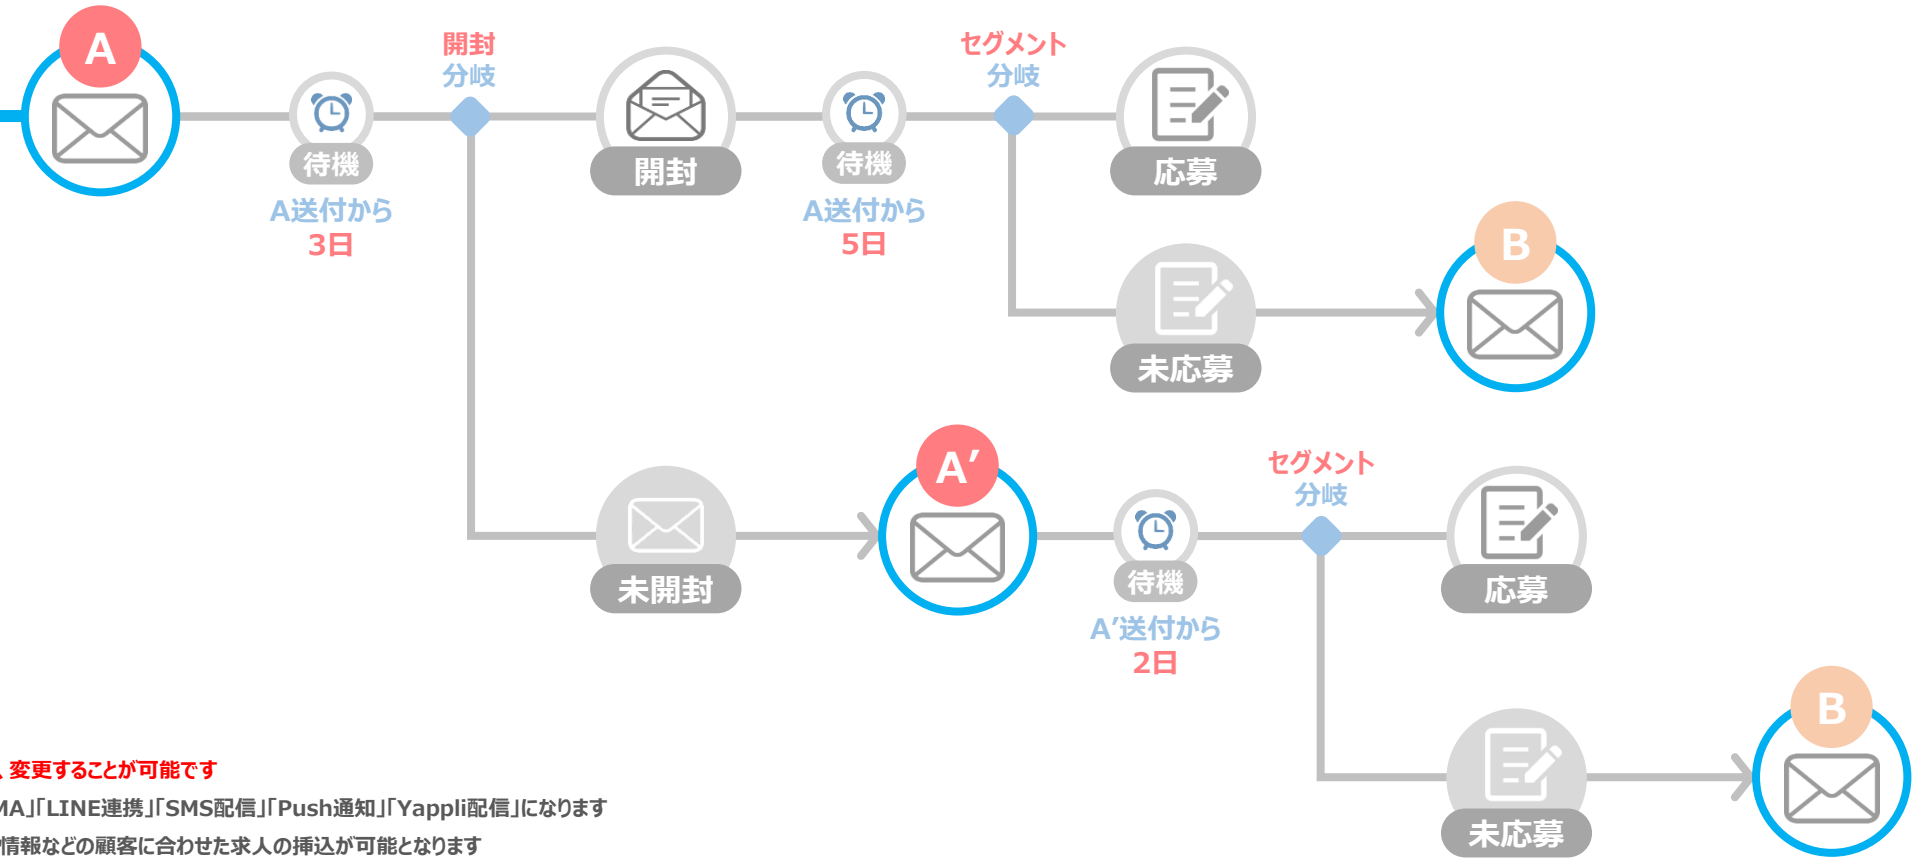 A
開封
分岐
セグメント
分岐
待機
開封
待機
応募
A送付から
3日
A送付から
5日
B
未応募
A′
セグメント
分岐
未開封
待機
応募
A′送付から
2日
B
未応募
、変更することが可能です
MA」「LINE連携」「SMS配信」「Push通知」「Yappli配信」になります
情報などの顧客に合わせた求人の挿込が可能となります